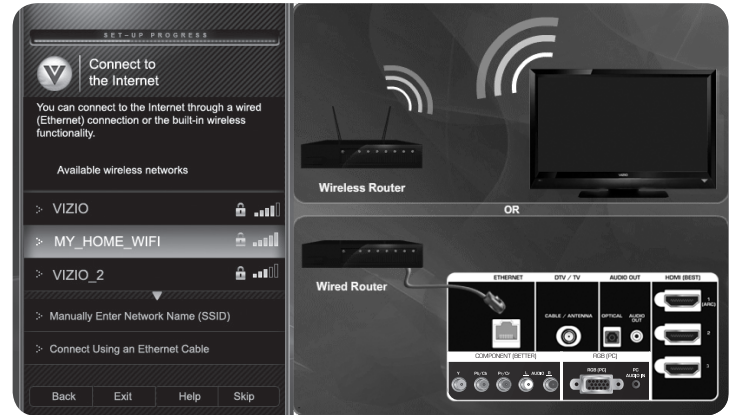 SET-UP PROGRESS
V
Connect to
the Internet
You can connect to the Internet through a wired
(Ethernet) connection or the built-in wireless
functionality.
Available wireless networks
> VIZIO
> MY_HOME_WIFI
> VIZIO_2
> Manually Enter Network Name (SSID)
> Connect Using an Ethernet Cable
Back Exit Help Skip
Wireless Router
VIZIO
OR
Wired Router
ETHERNET DTV / TV AUDIO OUT HDMI (BEST)
1
(ARC)
CABLE / ANTENNA OPTICAL AUDIO
OUT
2
COMPONENT (BETTER) RGB (PC)
3
Y Pb/Cb Pr/Cr L AUDIO R RGB (PC) PC
AUDIO IN